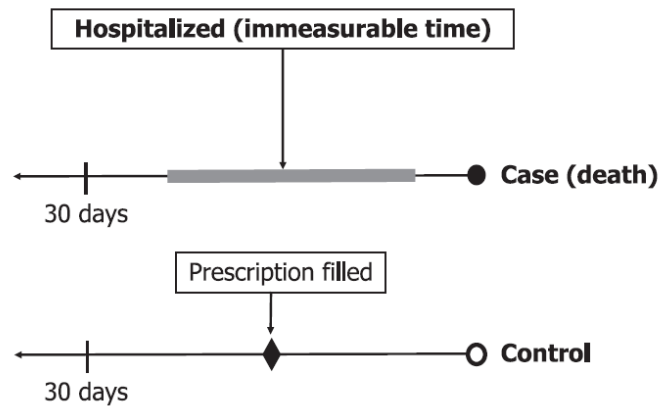 Hospitalized (immeasurable time)
Case (death)
30 days
Prescription filled
Control
30 days